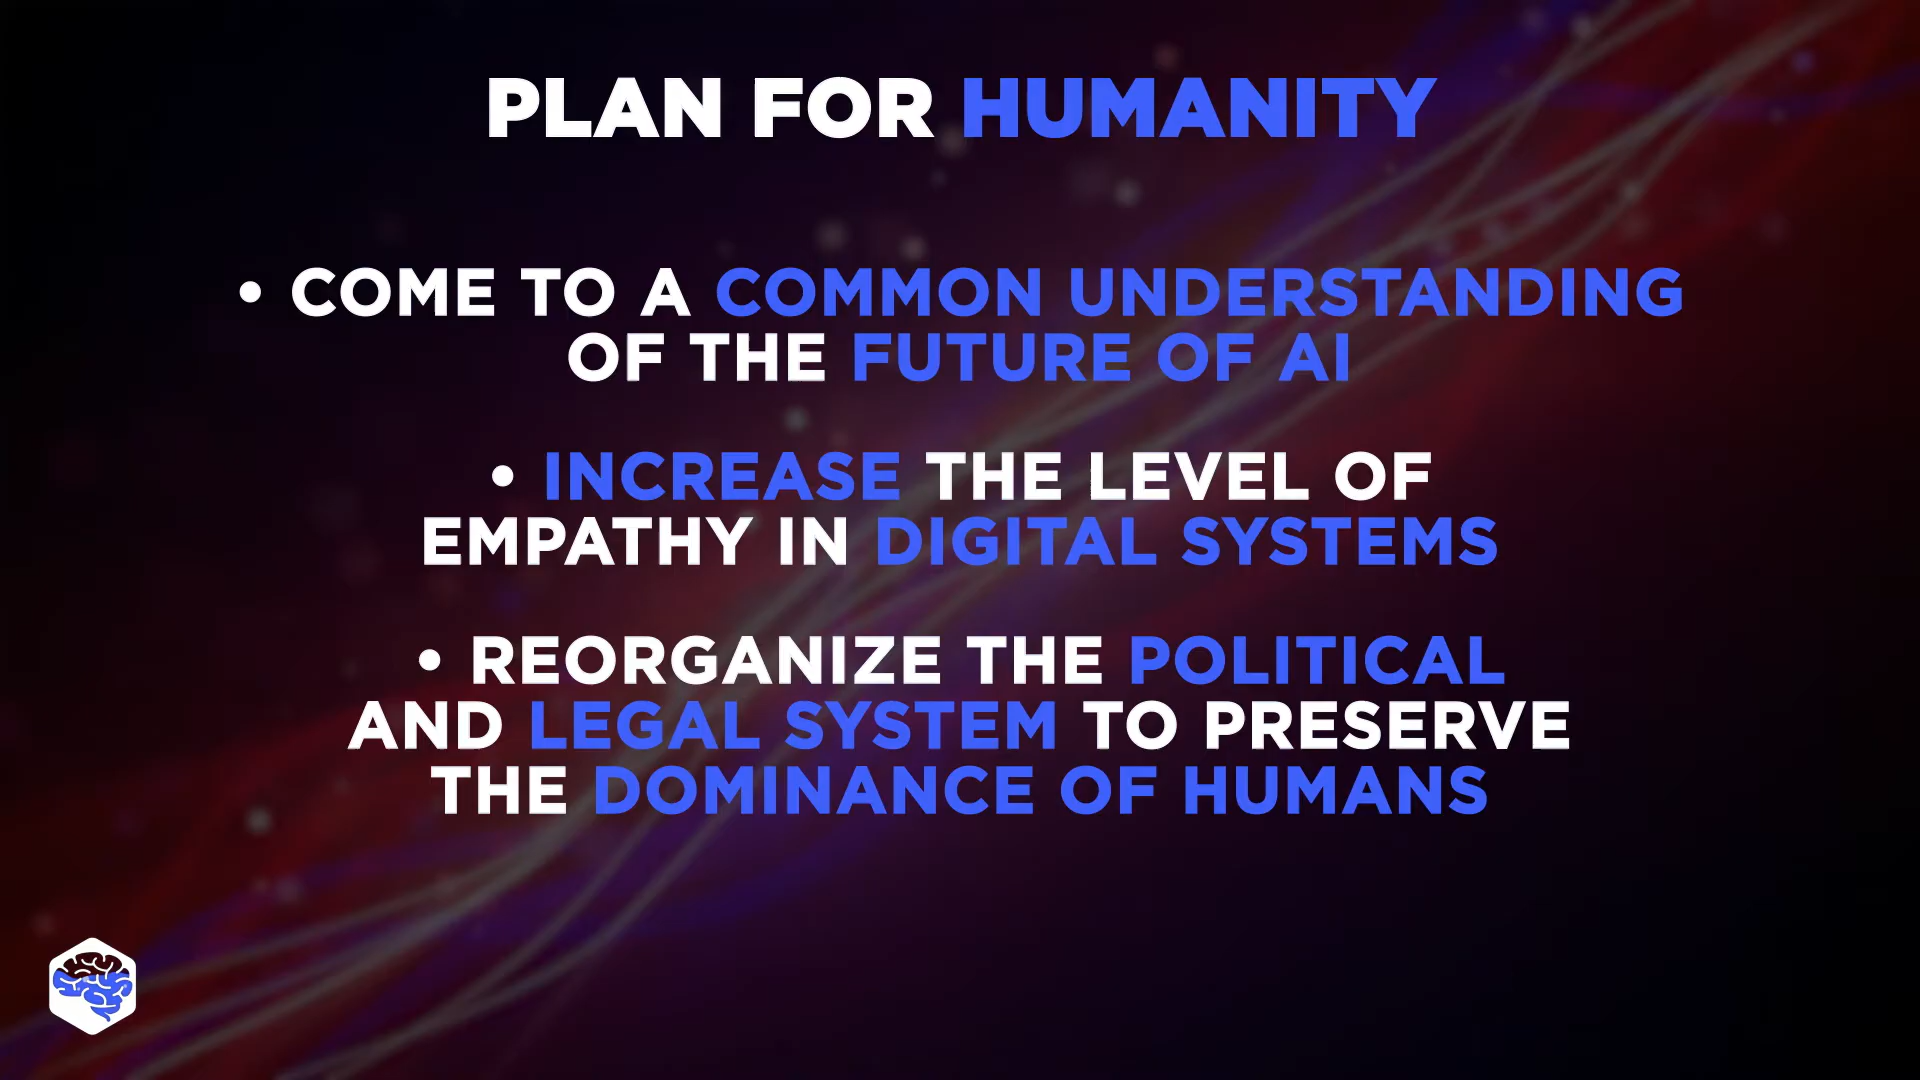 PLAN FOR HUMANITY
• COME TO A COMMON UNDERSTANDING
OF THE FUTURE OF AI
• INCREASE THE LEVEL OF
EMPATHY IN DIGITAL SYSTEMS
• REORGANIZE THE POLITICAL
AND LEGAL SYSTEM TO PRESERVE
THE DOMINANCE OF HUMANS